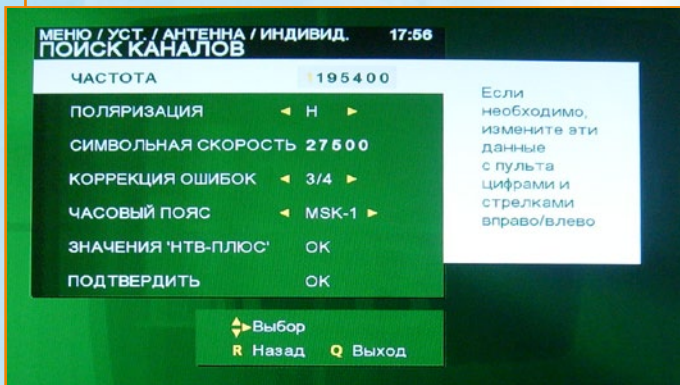 МЕНЮ / УСТ. / АНТЕННА / ИНДИВИД. 17:56
ПОИСК КАНАЛОВ
ЧАСТОТА 195400
ПОЛЯРИЗАЦИЯ ◄ H ►
СИМВОЛЬНАЯ СКОРОСТЬ 27500
КОРРЕКЦИЯ ОШИБОК ◄ 3/4 ►
ЧАСОВЫЙ ПОЯС ◄ MSK-1 ►
ЗНАЧЕНИЯ 'НТВ-ПЛЮС' OK
ПОДТВЕРДИТЬ OK
Если
необходимо,
измените эти
данные
с пульта
цифрами и
стрелками
вправо/влево
Выбор
R Назад Q Выход